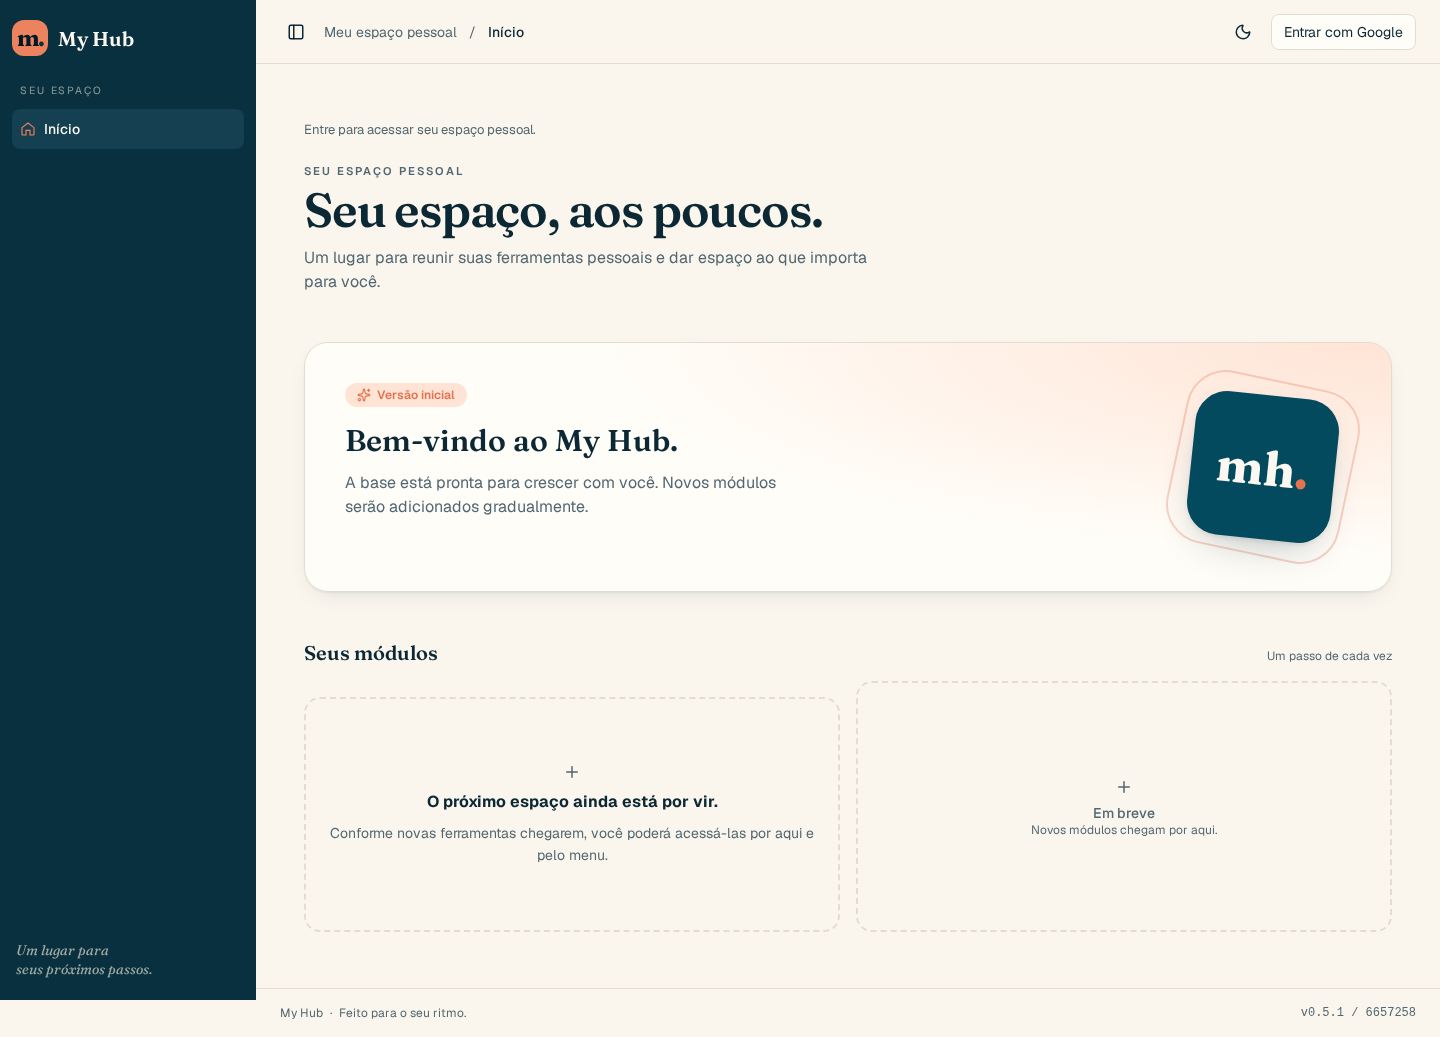 m. My Hub
SEU ESPAÇO
Início
Um lugar para
seus próximos passos.
Meu espaço pessoal / Início
Entrar com Google
Entre para acessar seu espaço pessoal.
SEU ESPAÇO PESSOAL
Seu espaço, aos poucos.
Um lugar para reunir suas ferramentas pessoais e dar espaço ao que importa
para você.
Versão inicial
Bem-vindo ao My Hub.
A base está pronta para crescer com você. Novos módulos
serão adicionados gradualmente.
mh.
Seus módulos
Um passo de cada vez
O próximo espaço ainda está por vir.
Conforme novas ferramentas chegarem, você poderá acessá-las por aqui e
pelo menu.
Em breve
Novos módulos chegam por aqui.
My Hub · Feito para o seu ritmo.
v0.5.1 / 6657258